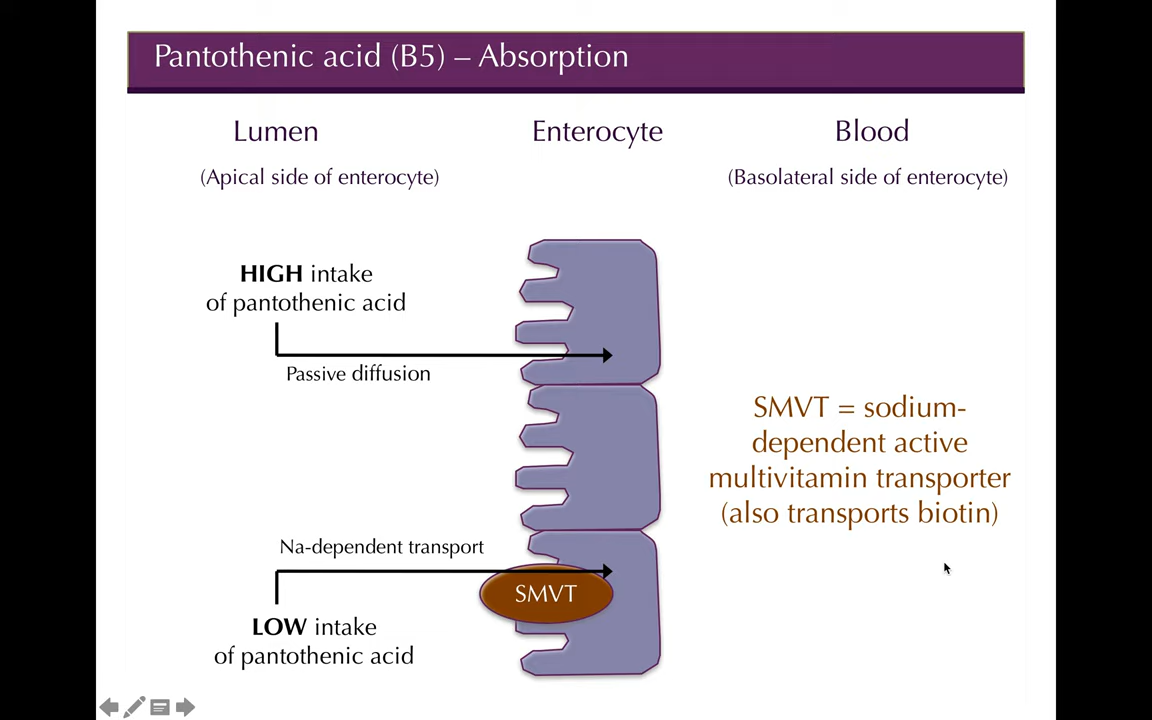 Pantothenic acid (B5) – Absorption
Lumen
Enterocyte
Blood
(Apical side of enterocyte)
(Basolateral side of enterocyte)
HIGH intake
of pantothenic acid
Passive diffusion
SMVT = sodium-
dependent active
multivitamin transporter
(also transports biotin)
Na-dependent transport
SMVT
LOW intake
of pantothenic acid